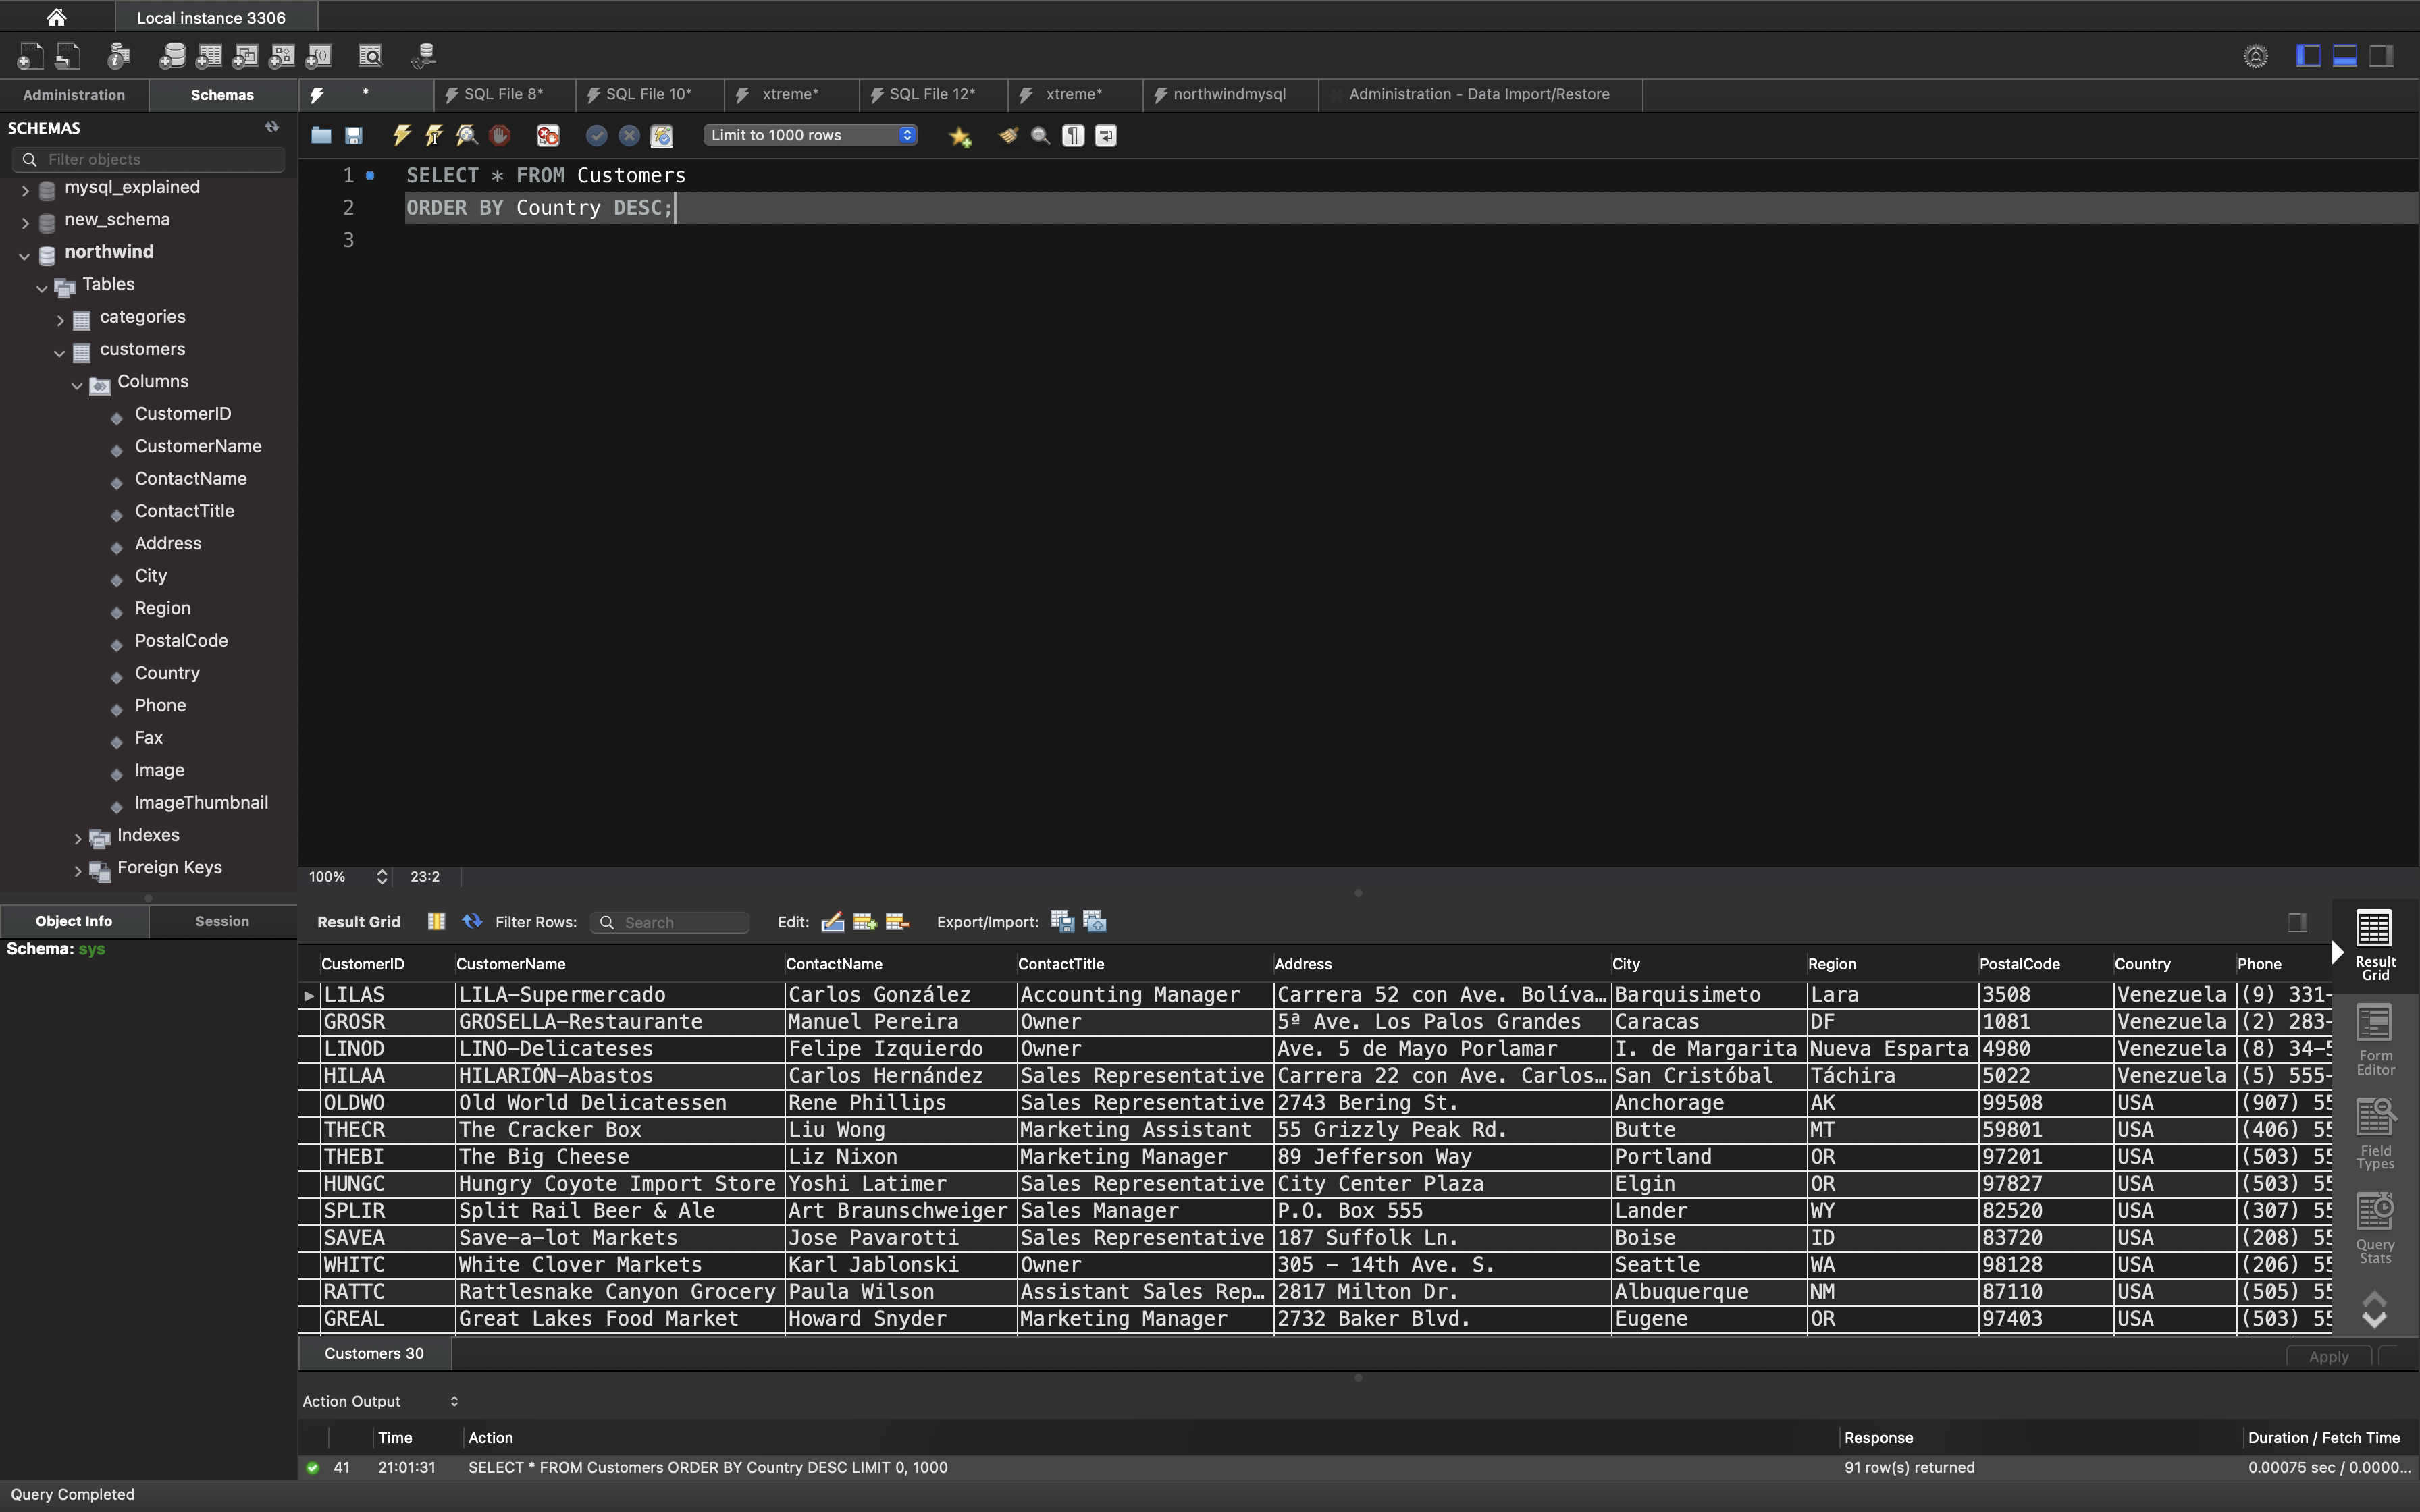 Local instance 3306
Administration
Schemas
*
SQL File 8*
SQL File 10*
xtreme*
SQL File 12*
xtreme*
northwindmysql
Administration - Data Import/Restore
SCHEMAS
Filter objects
mysql_explained
new_schema
northwind
Tables
categories
customers
Columns
CustomerID
CustomerName
ContactName
ContactTitle
Address
City
Region
PostalCode
Country
Phone
Fax
Image
ImageThumbnail
Indexes
Foreign Keys
Object Info
Session
Schema: sys
Limit to 1000 rows
1 SELECT * FROM Customers
2 ORDER BY Country DESC;
3
100% 23:2
Result Grid Filter Rows: Search Edit: Export/Import:
CustomerID CustomerName ContactName ContactTitle Address City Region PostalCode Country Phone
LILAS LILA-Supermercado Carlos González Accounting Manager Carrera 52 con Ave. Bolíva... Barquisimeto Lara 3508 Venezuela (9) 331-
GROSR GROSELLA-Restaurante Manuel Pereira Owner 5ª Ave. Los Palos Grandes Caracas DF 1081 Venezuela (2) 283-
LINOD LINO-Delicateses Felipe Izquierdo Owner Ave. 5 de Mayo Porlamar I. de Margarita Nueva Esparta 4980 Venezuela (8) 34-5
HILAA HILARIÓN-Abastos Carlos Hernández Sales Representative Carrera 22 con Ave. Carlos... San Cristóbal Táchira 5022 Venezuela (5) 555-
OLDWO Old World Delicatessen Rene Phillips Sales Representative 2743 Bering St. Anchorage AK 99508 USA (907) 55
THECR The Cracker Box Liu Wong Marketing Assistant 55 Grizzly Peak Rd. Butte MT 59801 USA (406) 55
THEBI The Big Cheese Liz Nixon Marketing Manager 89 Jefferson Way Portland OR 97201 USA (503) 55
HUNGC Hungry Coyote Import Store Yoshi Latimer Sales Representative City Center Plaza Elgin OR 97827 USA (503) 55
SPLIR Split Rail Beer & Ale Art Braunschweiger Sales Manager P.O. Box 555 Lander WY 82520 USA (307) 55
SAVEA Save-a-lot Markets Jose Pavarotti Sales Representative 187 Suffolk Ln. Boise ID 83720 USA (208) 55
WHITC White Clover Markets Karl Jablonski Owner 305 - 14th Ave. S. Seattle WA 98128 USA (206) 55
RATTC Rattlesnake Canyon Grocery Paula Wilson Assistant Sales Rep... 2817 Milton Dr. Albuquerque NM 87110 USA (505) 55
GREAL Great Lakes Food Market Howard Snyder Marketing Manager 2732 Baker Blvd. Eugene OR 97403 USA (503) 55
Result
Grid
Form
Editor
Field
Types
Query
Stats
Customers 30
Apply
Action Output
Time Action Response Duration / Fetch Time
41 21:01:31 SELECT * FROM Customers ORDER BY Country DESC LIMIT 0, 1000 91 row(s) returned 0.00075 sec / 0.0000...
Query Completed